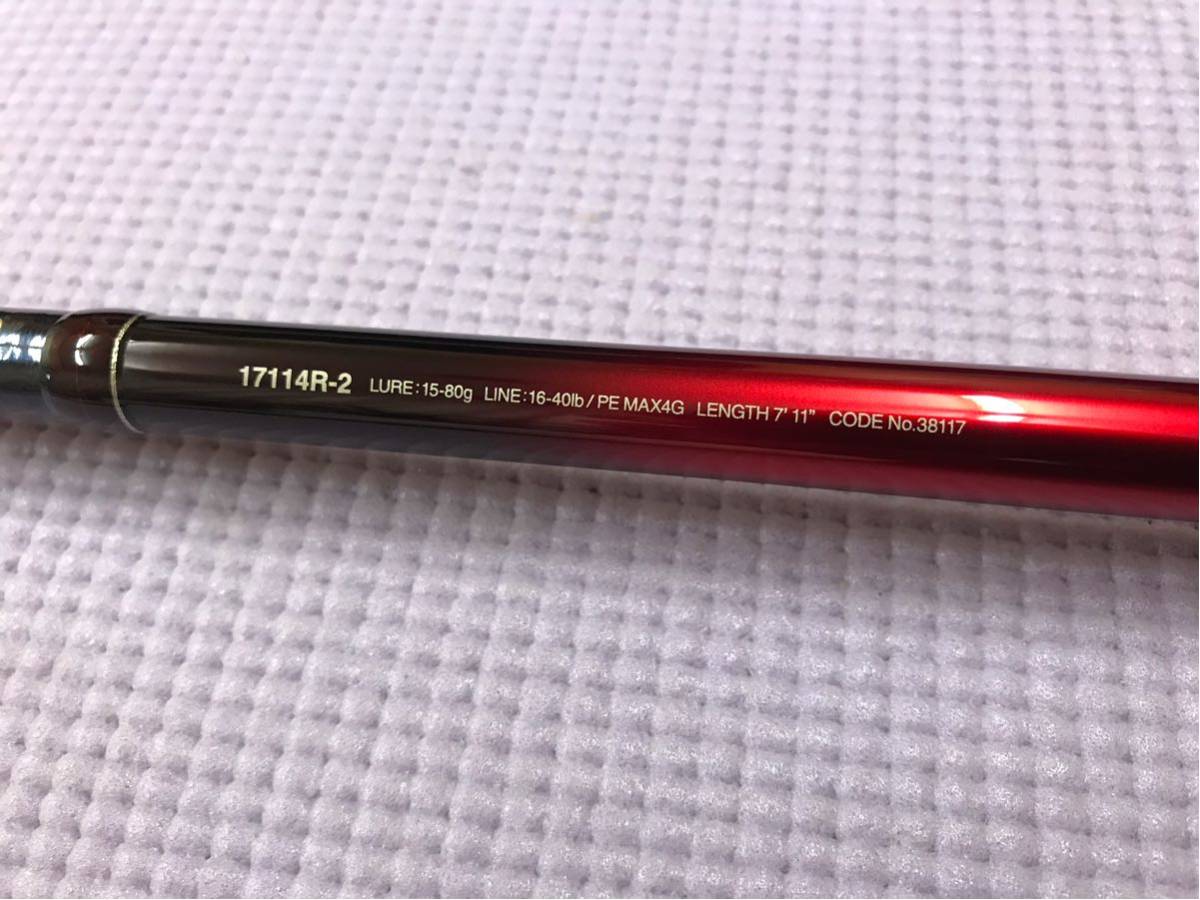 17114R-2 LURE:15-80g LINE:16-40lb/PE MAX4G LENGTH 7' 11" CODE No.38117